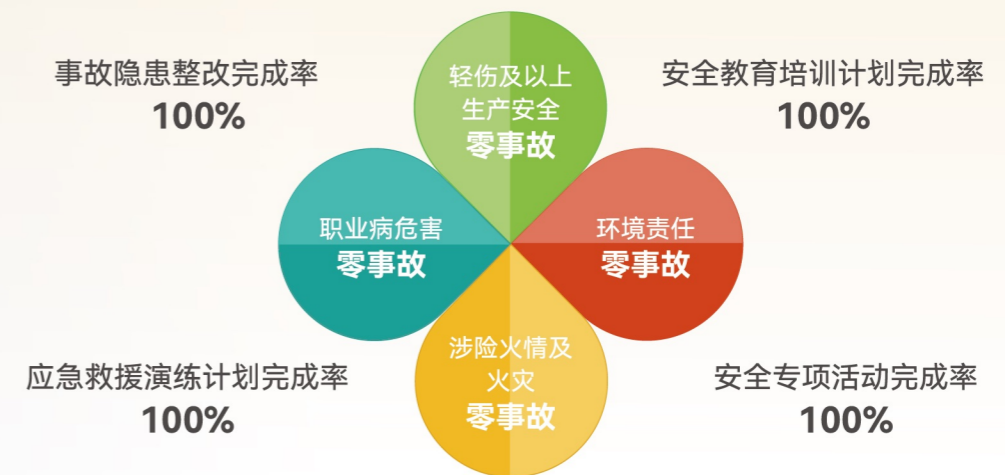 事故隐患整改完成率
100%
轻伤及以上
生产安全
零事故
安全教育培训计划完成率
100%
职业病危害
零事故
环境责任
零事故
应急救援演练计划完成率
100%
涉险火情及
火灾
零事故
安全专项活动完成率
100%